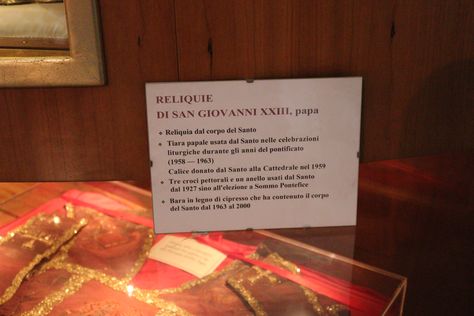 RELIQUIE
DI SAN GIOVANNI XXIII, papa
Reliquia dal corpo del Santo
Tiara papale usata dal Santo nelle celebrazioni
liturgiche durante gli anni del pontificato
(1958 — 1963)
Calice donato dal Santo alla Cattedrale nel 1959
Tre croci pettorali e un anello usati dal Santo
dal 1927 sino all'elezione a Sommo Pontefice
Bara in legno di cipresso che ha contenuto il corpo
del Santo dal 1963 al 2000